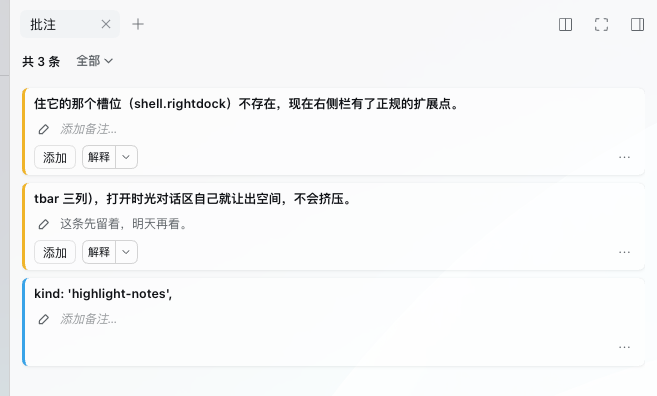 批注
共 3 条 全部
住它的那个槽位（shell.rightdock）不存在，现在右侧栏有了正规的扩展点。
添加备注...
添加 解释
tbar 三列），打开时光对话区自己就让出空间，不会挤压。
这条先留着，明天再看。
添加 解释
kind: 'highlight-notes',
添加备注...